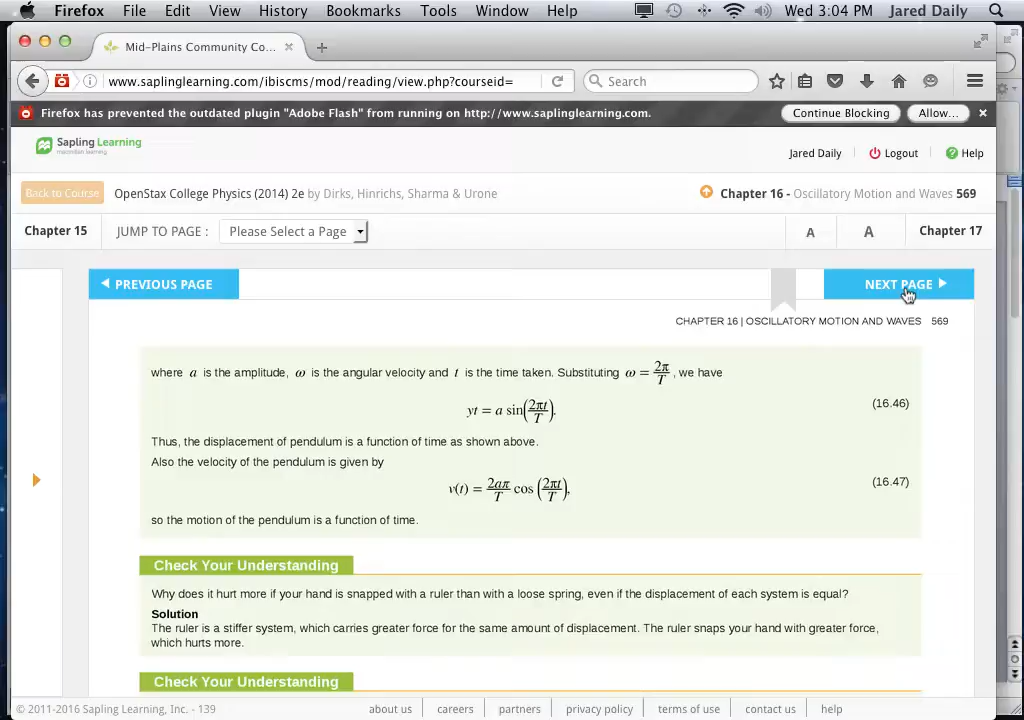 Firefox File Edit View History Bookmarks Tools Window Help Wed 3:04 PM Jared Daily
Mid-Plains Community Co... × +
www.saplinglearning.com/ibiscms/mod/reading/view.php?courseid= Search
Firefox has prevented the outdated plugin "Adobe Flash" from running on http://www.saplinglearning.com. Continue Blocking Allow...
Sapling Learning
macmillan learning
Jared Daily Logout Help
Back to Course OpenStax College Physics (2014) 2e by Dirks, Hinrichs, Sharma & Urone Chapter 16 - Oscillatory Motion and Waves 569
Chapter 15 JUMP TO PAGE : Please Select a Page A A Chapter 17
PREVIOUS PAGE NEXT PAGE
CHAPTER 16 | OSCILLATORY MOTION AND WAVES 569
where a is the amplitude, ω is the angular velocity and t is the time taken. Substituting ω = 2π/T, we have
yt = a sin(2πt/T). (16.46)
Thus, the displacement of pendulum is a function of time as shown above.
Also the velocity of the pendulum is given by
v(t) = 2aπ/T cos (2πt/T), (16.47)
so the motion of the pendulum is a function of time.
Check Your Understanding
Why does it hurt more if your hand is snapped with a ruler than with a loose spring, even if the displacement of each system is equal?
Solution
The ruler is a stiffer system, which carries greater force for the same amount of displacement. The ruler snaps your hand with greater force,
which hurts more.
Check Your Understanding
© 2011-2016 Sapling Learning, Inc. - 139 about us careers partners privacy policy terms of use contact us help